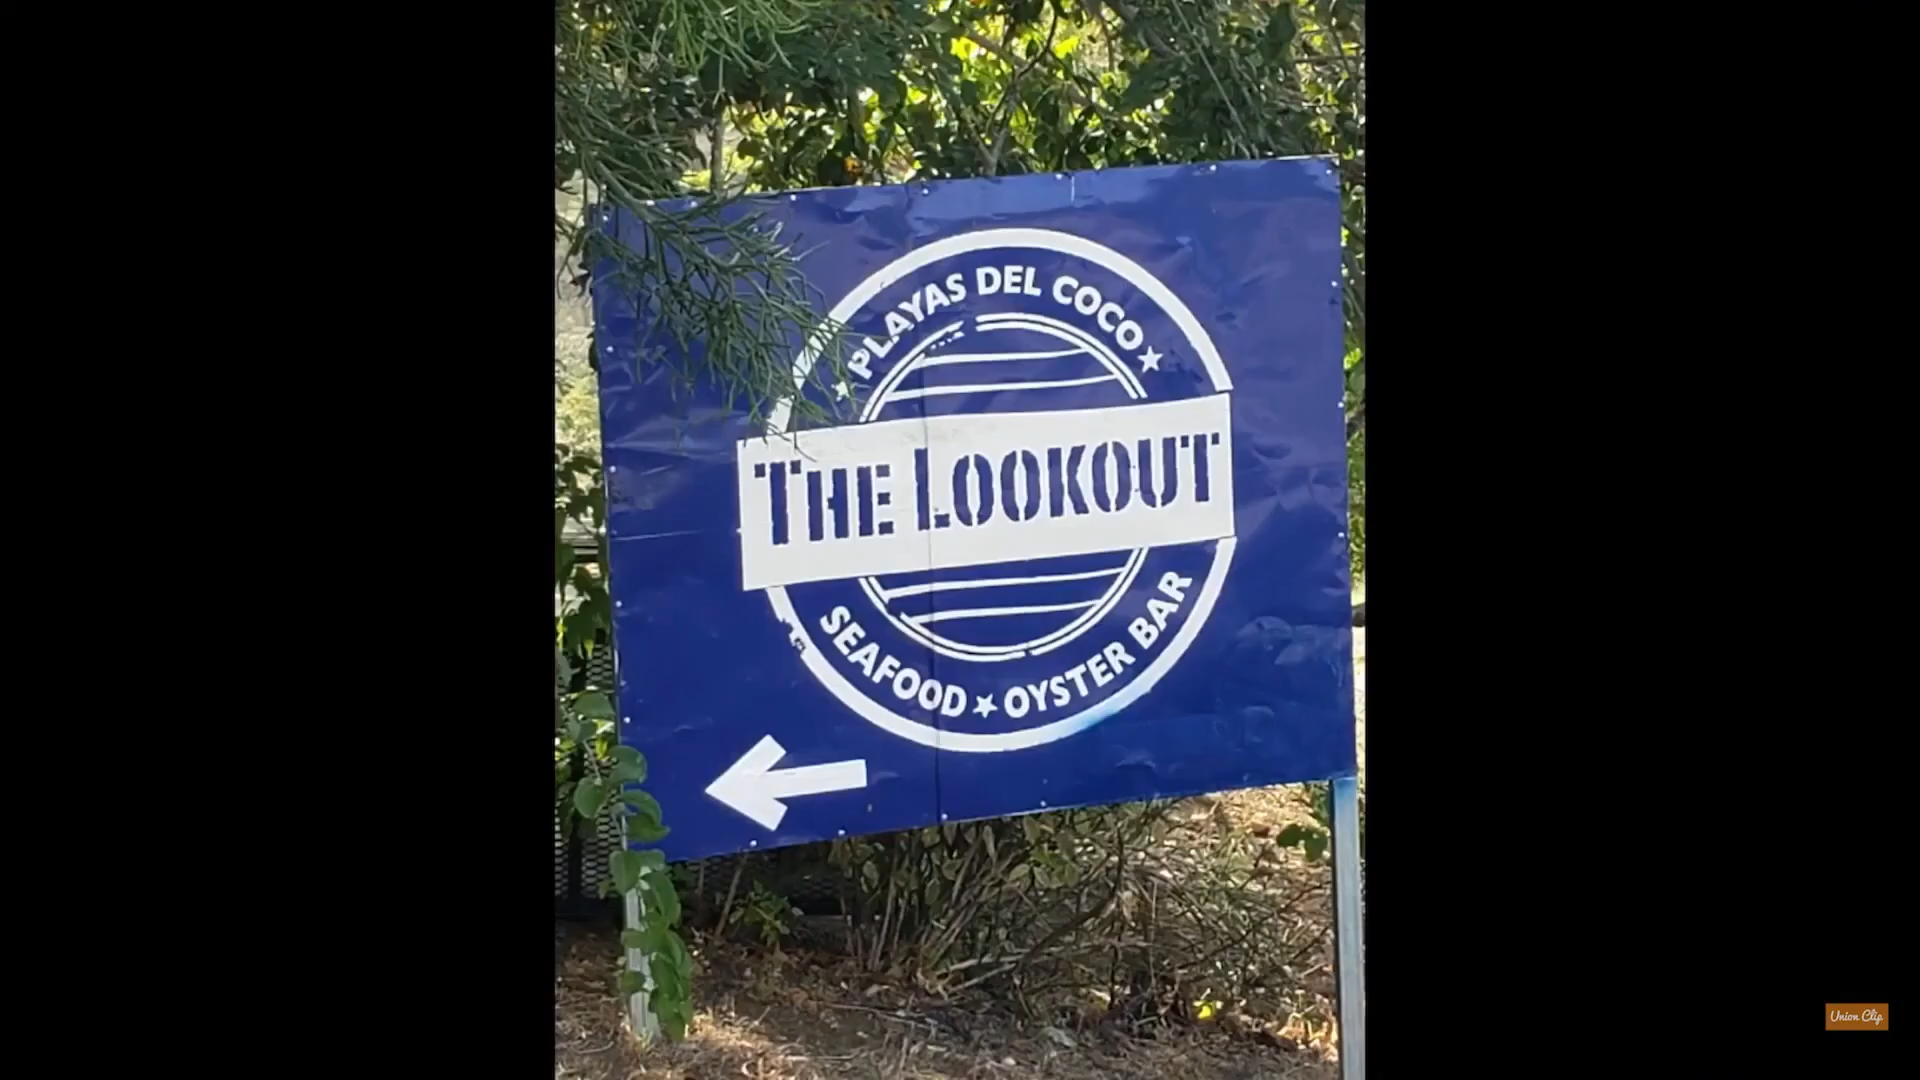 PLAYAS DEL COCO
THE LOOKOUT
SEAFOOD ★ OYSTER BAR
Union Clip